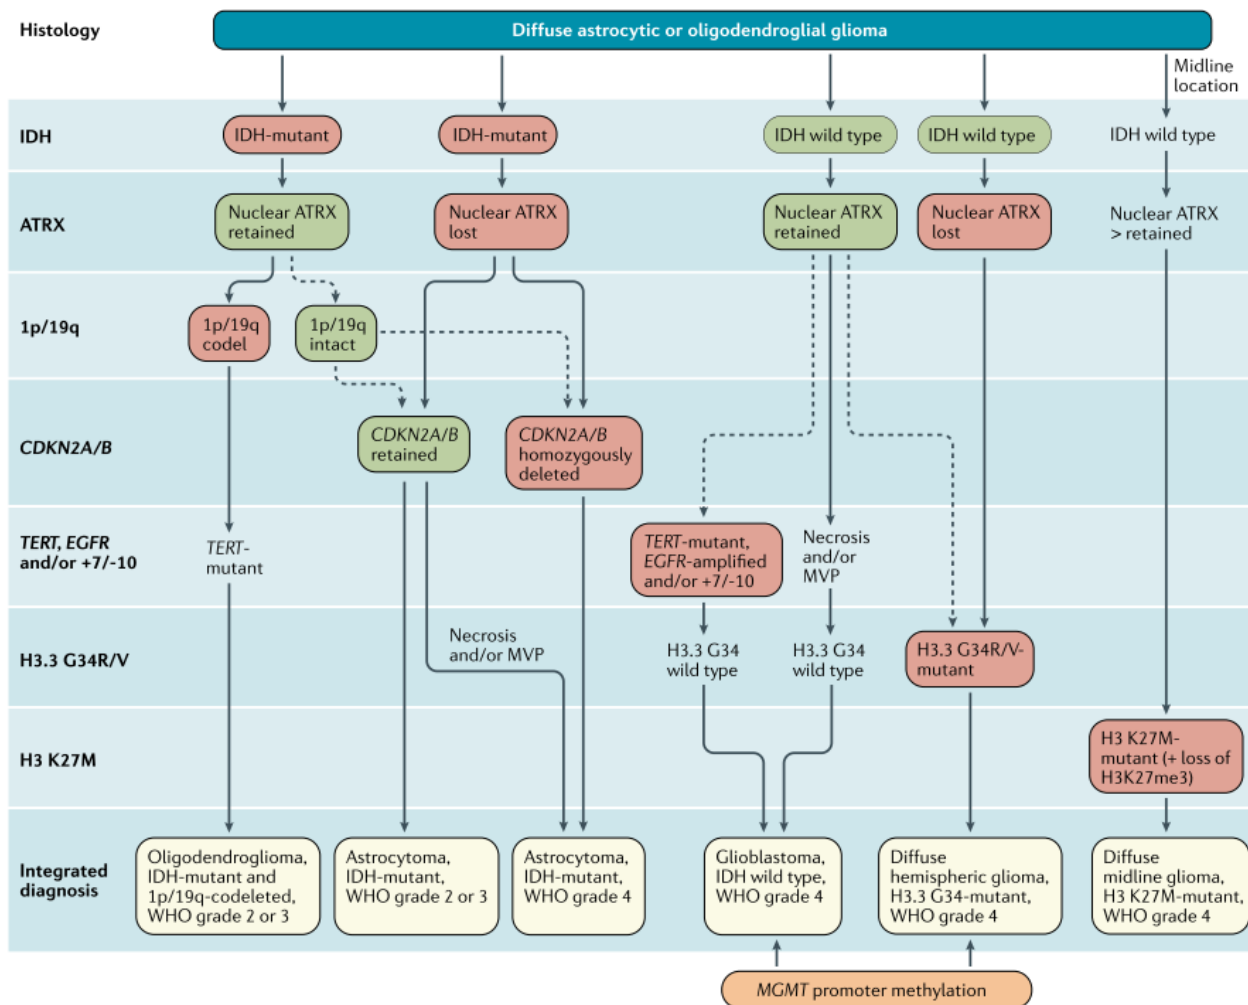 Histology
Diffuse astrocytic or oligodendroglial glioma
Midline
location
IDH
IDH-mutant
IDH-mutant
IDH wild type
IDH wild type
IDH wild type
ATRX
Nuclear ATRX
retained
Nuclear ATRX
lost
Nuclear ATRX
retained
Nuclear ATRX
lost
Nuclear ATRX
> retained
1p/19q
1p/19q
codel
1p/19q
intact
CDKN2A/B
CDKN2A/B
retained
CDKN2A/B
homozygously
deleted
TERT, EGFR
and/or +7/-10
TERT-
mutant
TERT-mutant,
EGFR-amplified
and/or +7/-10
Necrosis
and/or
MVP
H3.3 G34R/V
Necrosis
and/or MVP
H3.3 G34
wild type
H3.3 G34
wild type
H3.3 G34R/V-
mutant
H3 K27M
H3 K27M-
mutant (+ loss of
H3K27me3)
Integrated
diagnosis
Oligodendroglioma,
IDH-mutant and
1p/19q-codeleted,
WHO grade 2 or 3
Astrocytoma,
IDH-mutant,
WHO grade 2 or 3
Astrocytoma,
IDH-mutant,
WHO grade 4
Glioblastoma,
IDH wild type,
WHO grade 4
Diffuse
hemispheric glioma,
H3.3 G34-mutant,
WHO grade 4
Diffuse
midline glioma,
H3 K27M-mutant,
WHO grade 4
MGMT promoter methylation